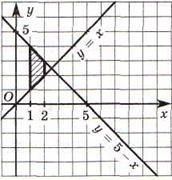 y
5
y = x
O
1 2 5 x
y = 5 – x